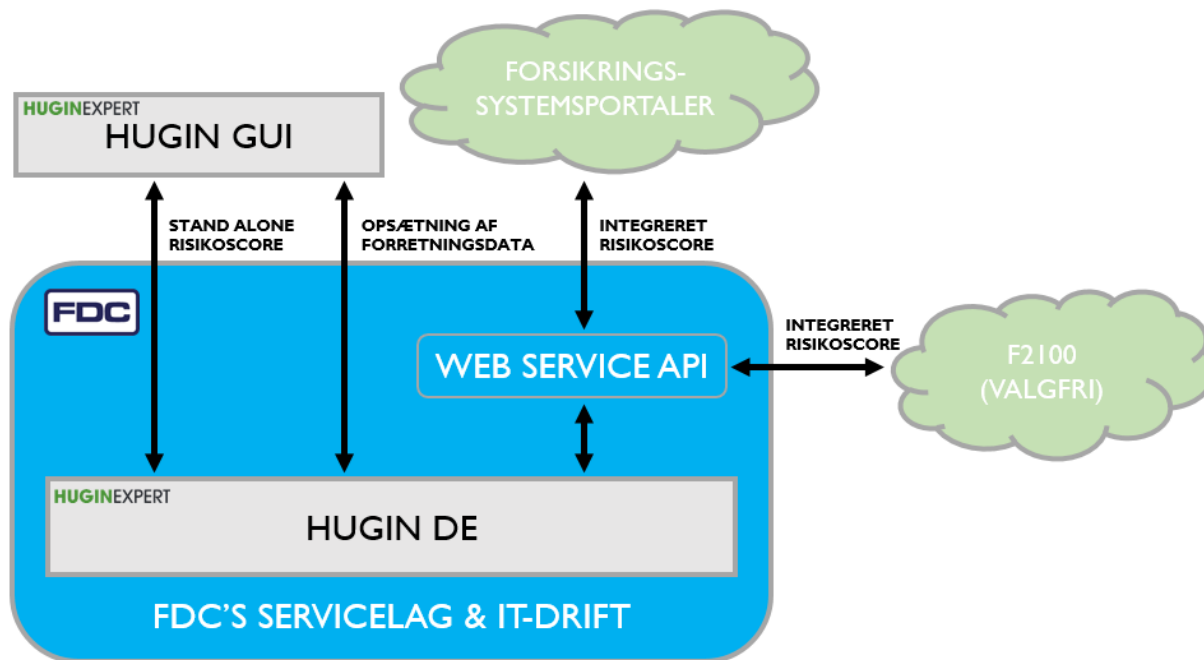 FORSIKRINGS-
SYSTEMSPORTALER
HUGINEXPERT
HUGIN GUI
STAND ALONE
RISIKOSCORE
OPSÆTNING AF
FORRETNINGSDATA
INTEGRERET
RISIKOSCORE
FDC
INTEGRERET
RISIKOSCORE
WEB SERVICE API
F2100
(VALGFRI)
HUGINEXPERT
HUGIN DE
FDC'S SERVICELAG & IT-DRIFT